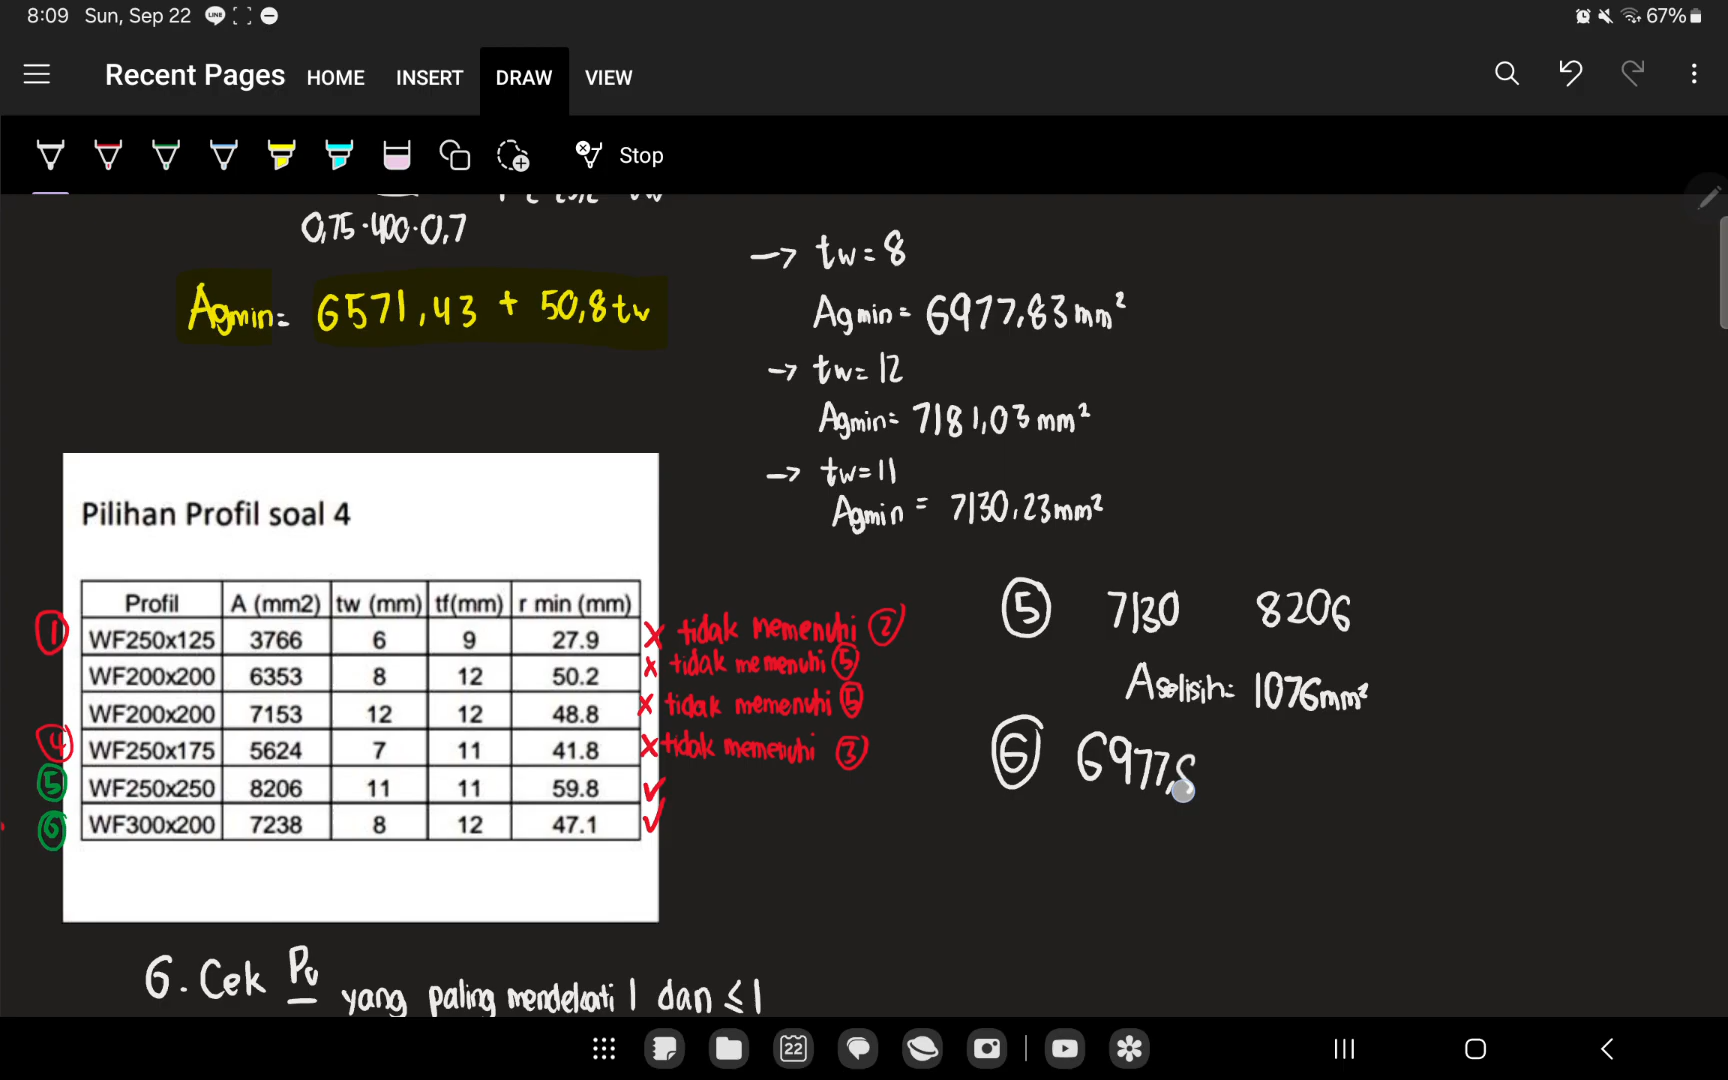 8:09 Sun, Sep 22 LINE 67%
Recent Pages HOME INSERT DRAW VIEW
Stop
0,75·400·0,7
Agmin = 6571,43 + 50,8tw
→ tw = 8
Agmin = 6977,83 mm²
→ tw = 12
Agmin = 7181,03 mm²
→ tw = 11
Agmin = 7130,23 mm²
Pilihan Profil soal 4
Profil A (mm2) tw (mm) tf(mm) r min (mm)
① WF250x125 3766 6 9 27.9 × tidak memenuhi ②
WF200x200 6353 8 12 50.2 × tidak memenuhi ⑤
WF200x200 7153 12 12 48.8 × tidak memenuhi ⑤
④ WF250x175 5624 7 11 41.8 × tidak memenuhi ③
⑤ WF250x250 8206 11 11 59.8 ✓
⑥ WF300x200 7238 8 12 47.1 ✓
⑤ 7130 8206
Aselisih = 1076 mm²
⑥ 6977,8
6. Cek Pu yang paling mendekati 1 dan ≤ 1
22